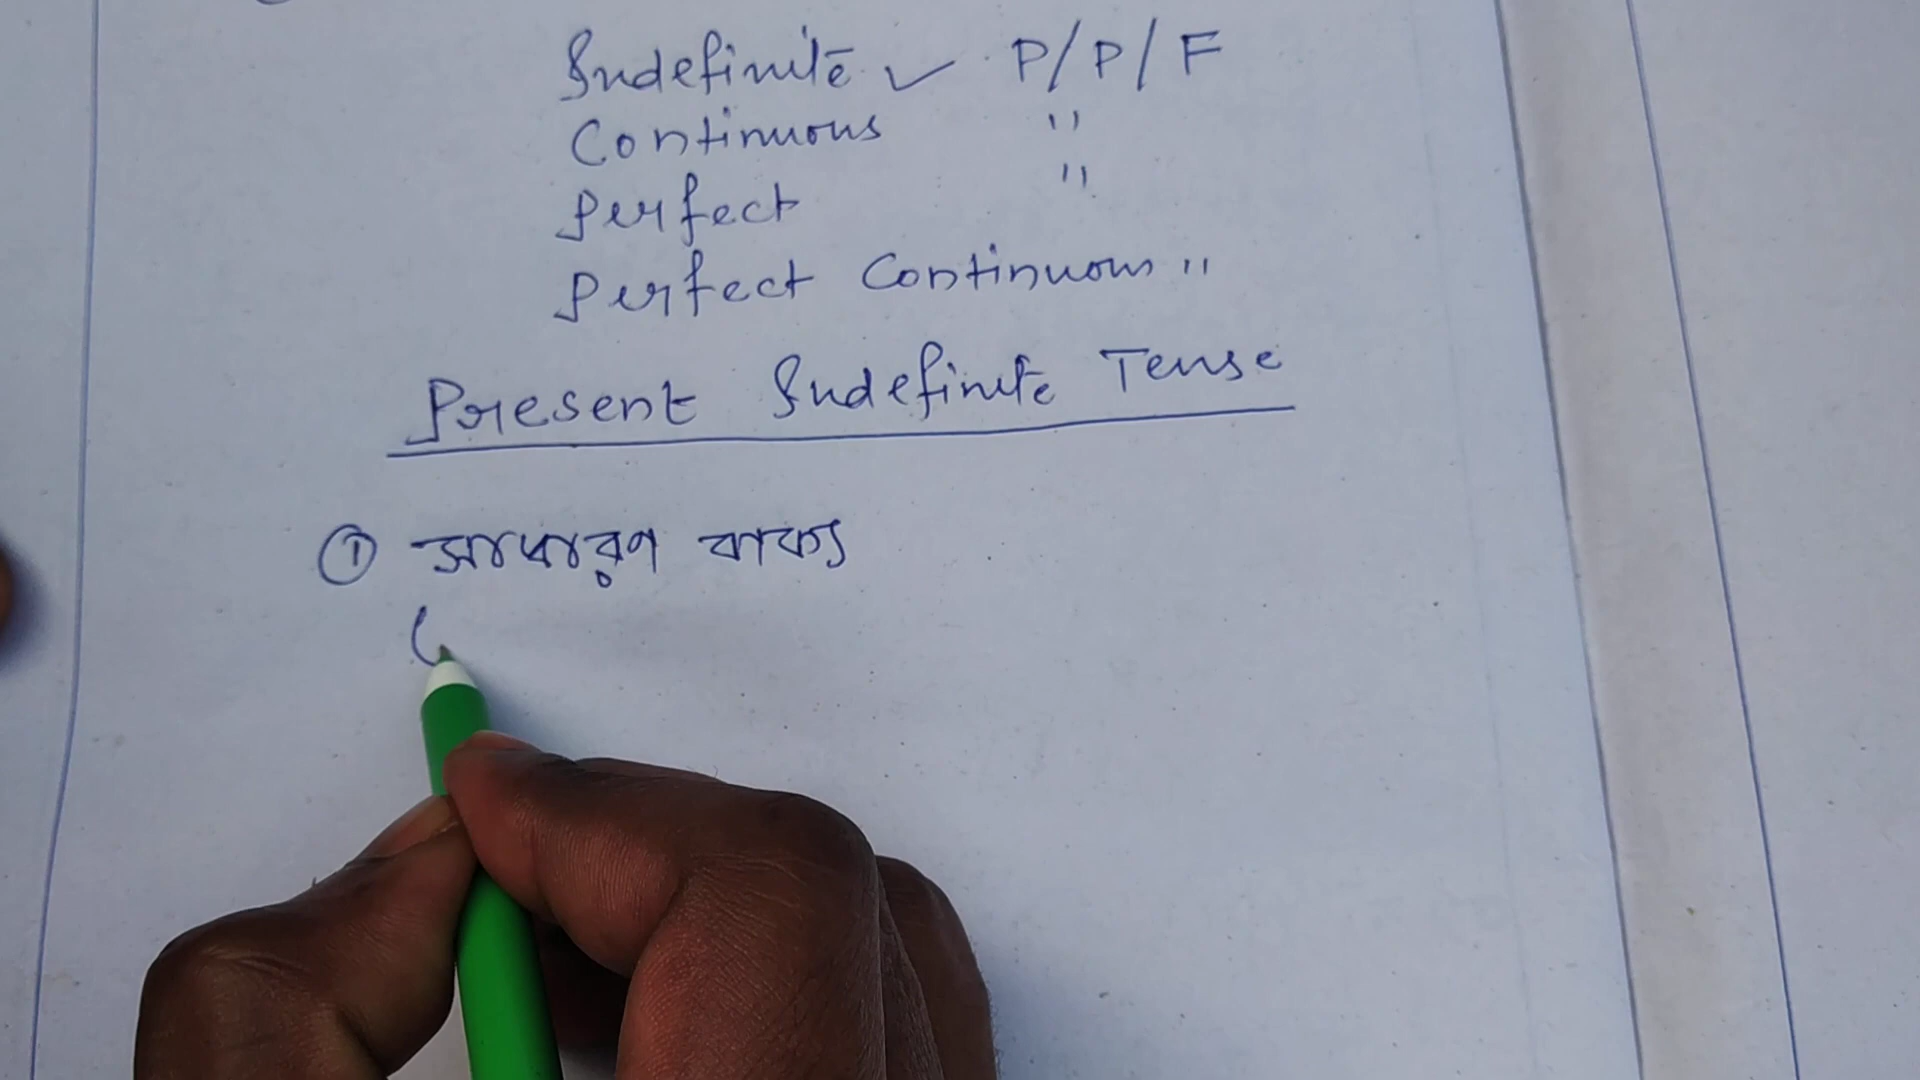 Indefinite ✓ P/P/F
Continuous "
Perfect "
Perfect Continuous "
Present Indefinite Tense
① সাধারণ বাক্য
(